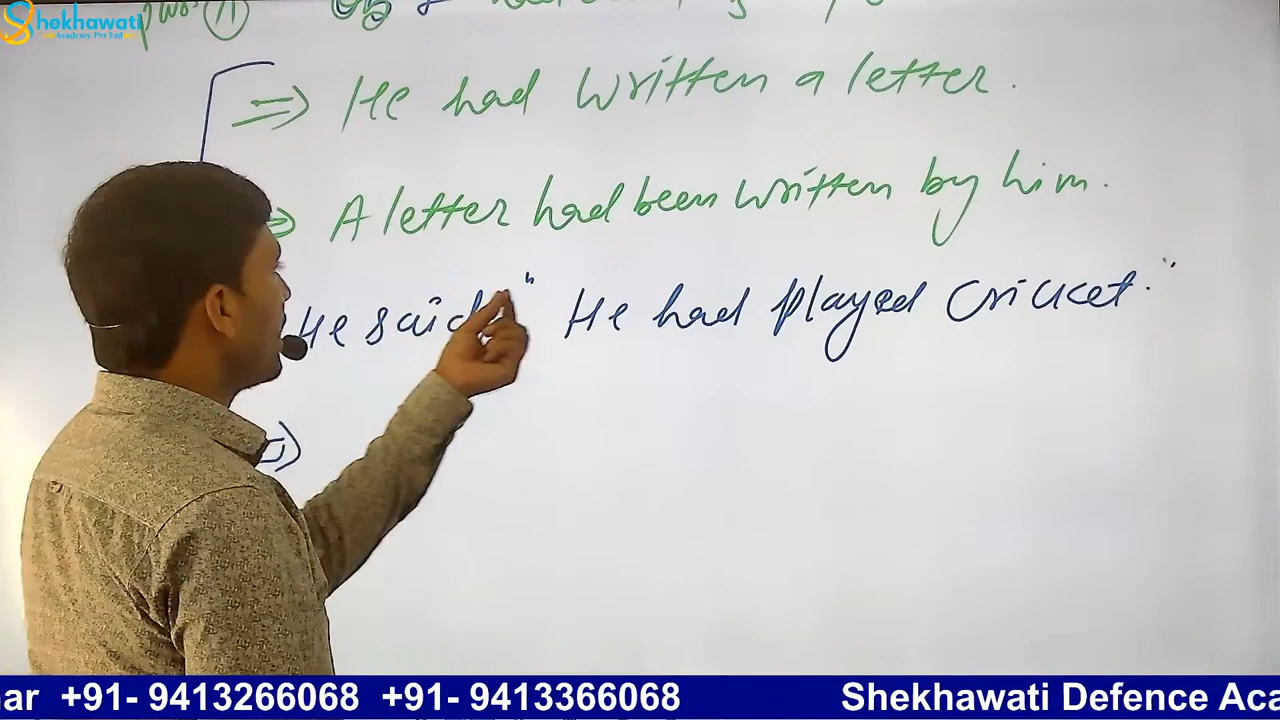 Shekhawati
Academy Pvt Ltd
⇒ He had written a letter.
⇒ A letter had been written by him.
He said " He had played Cricket."
⇒
ar +91- 9413266068 +91- 9413366068 Shekhawati Defence Aca